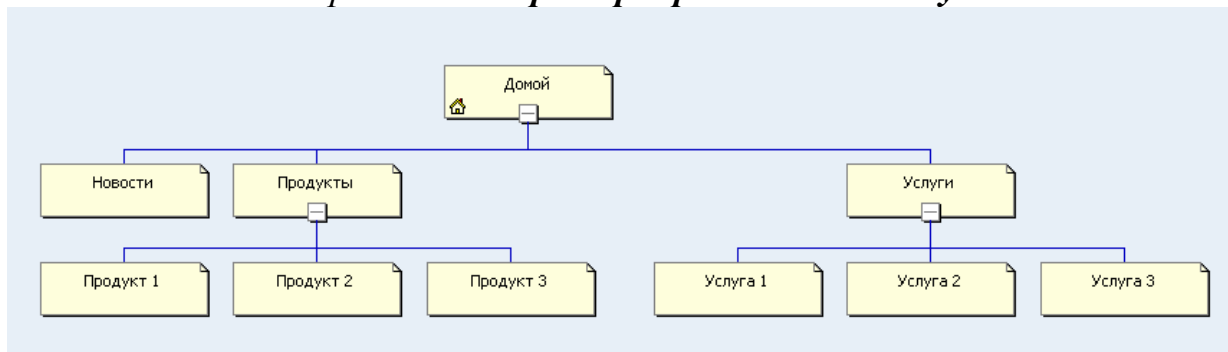 Домой
Новости
Продукты
Услуги
Продукт 1
Продукт 2
Продукт 3
Услуга 1
Услуга 2
Услуга 3